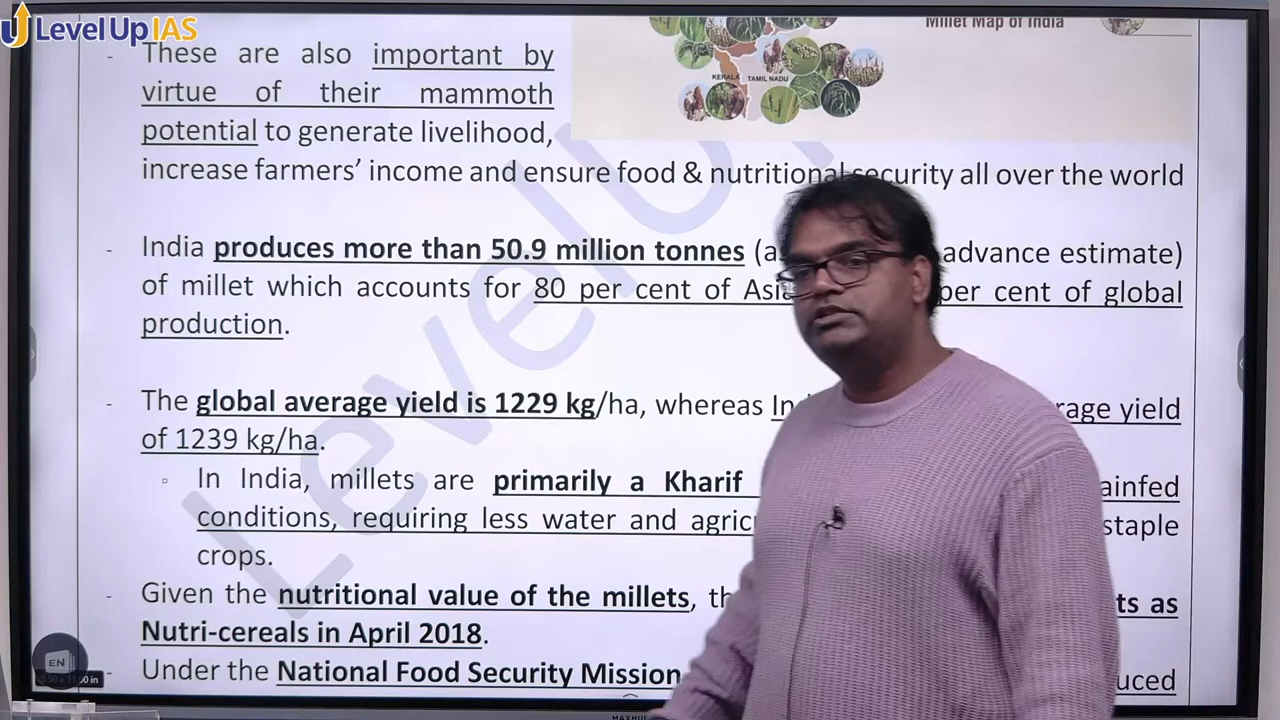 Level Up IAS
Millet Map of India
- These are also important by
virtue of their mammoth
potential to generate livelihood,
KERALA TAMIL NADU
increase farmers’ income and ensure food & nutritional security all over the world
- India produces more than 50.9 million tonnes (as advance estimate)
of millet which accounts for 80 per cent of Asia per cent of global
production.
- The global average yield is 1229 kg/ha, whereas rage yield
of 1239 kg/ha.
In India, millets are primarily a Kharif ainfed
conditions, requiring less water and agric staple
crops.
- Given the nutritional value of the millets, th ts as
Nutri-cereals in April 2018.
- Under the National Food Security Mission uced
EN
MAXHUB
LevelU